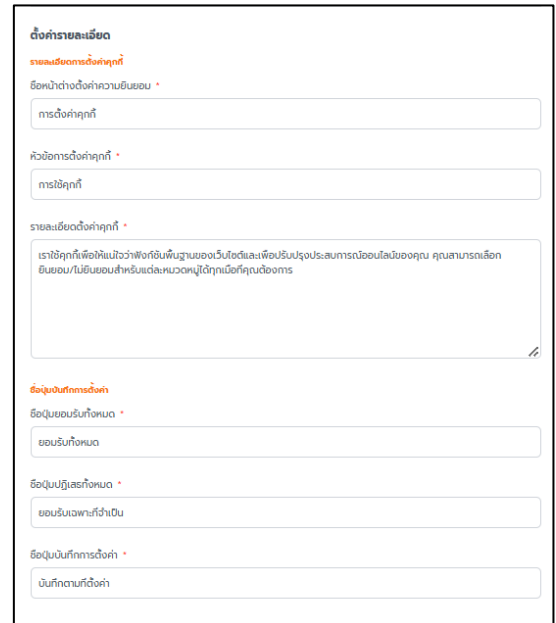 ตั้งค่ารายละเอียด
รายละเอียดการตั้งค่าคุกกี้
ชื่อหน้าต่างตั้งค่าความยินยอม *
การตั้งค่าคุกกี้
หัวข้อการตั้งค่าคุกกี้ *
การใช้คุกกี้
รายละเอียดตั้งค่าคุกกี้ *
เราใช้คุกกี้เพื่อให้แน่ใจว่าฟังก์ชันพื้นฐานของเว็บไซต์และเพื่อปรับปรุงประสบการณ์ออนไลน์ของคุณ คุณสามารถเลือก
ยินยอม/ไม่ยินยอมสำหรับแต่ละหมวดหมู่ได้ทุกเมื่อที่คุณต้องการ
ชื่อปุ่มบันทึกการตั้งค่า
ชื่อปุ่มยอมรับทั้งหมด *
ยอมรับทั้งหมด
ชื่อปุ่มปฏิเสธทั้งหมด *
ยอมรับเฉพาะที่จำเป็น
ชื่อปุ่มบันทึกการตั้งค่า *
บันทึกตามที่ตั้งค่า